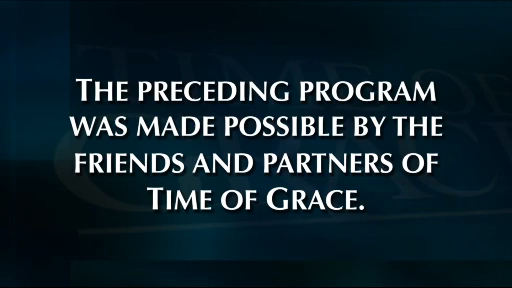 THE PRECEDING PROGRAM
WAS MADE POSSIBLE BY THE
FRIENDS AND PARTNERS OF
TIME OF GRACE.